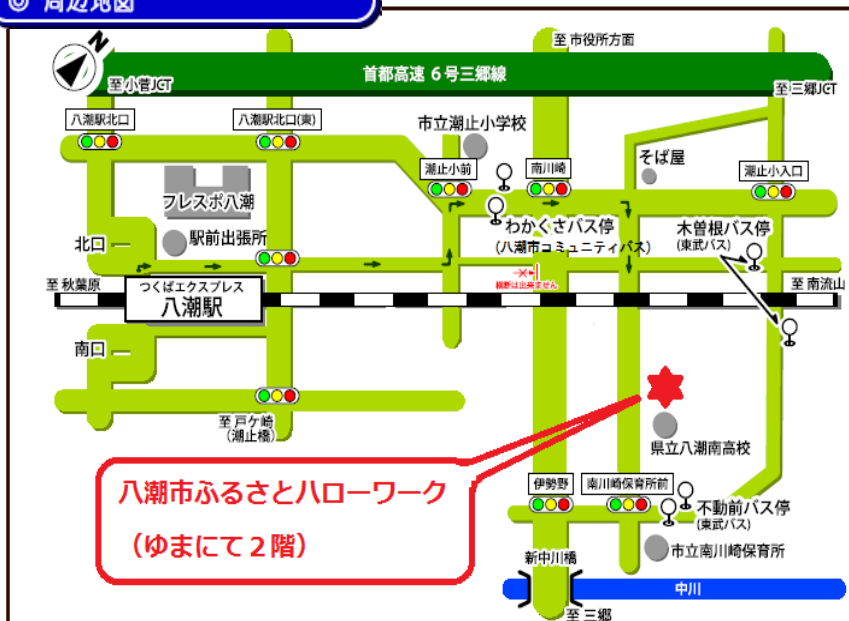 ◎ 周辺地図
N
至 市役所方面
至 小菅JCT
首都高速 6号三郷線
至 三郷JCT
八潮駅北口
八潮駅北口(東)
市立潮止小学校
潮止小前
南川崎
そば屋
潮止小入口
フレスポ八潮
駅前出張所
わかくさバス停
(八潮市コミュニティバス)
木曽根バス停
(東武バス)
北口
横断は出来ません
至 秋葉原
つくばエクスプレス
八潮駅
至 南流山
南口
至 戸ケ崎
(潮止橋)
県立八潮南高校
八潮市ふるさとハローワーク
(ゆまにて2階)
伊勢野
南川崎保育所前
不動前バス停
(東武バス)
市立南川崎保育所
新中川橋
中川
至 三郷